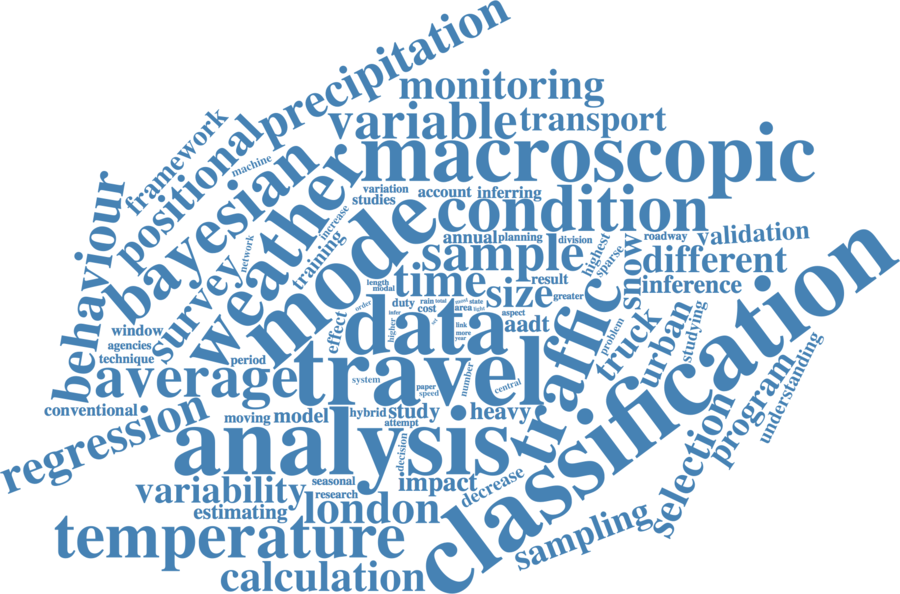 precipitation
monitoring
framework
positional
variable
transport
machine
macroscopic
bayesian
weather
behaviour
variation
account
inferring
studies
mode
condition
increase
training
network
survey
annual
planning
division
highest
sparse
roadway
validation
sample
snow
different
time
result
inference
length
modal
size
greater
duty
rain
total
most
state
light
order
cost
area
aspect
infer
higher
data
link
more
year
aadt
effect
traffic
problem
truck
urban
studying
classification
window
agencies
technique
period
average
travel
system
paper
speed
number
central
program
understanding
conventional
regression
moving
model
hybrid
study
heavy
attempt
analysis
decision
selection
impact
decrease
seasonal
variability
research
estimating
london
sampling
temperature
calculation